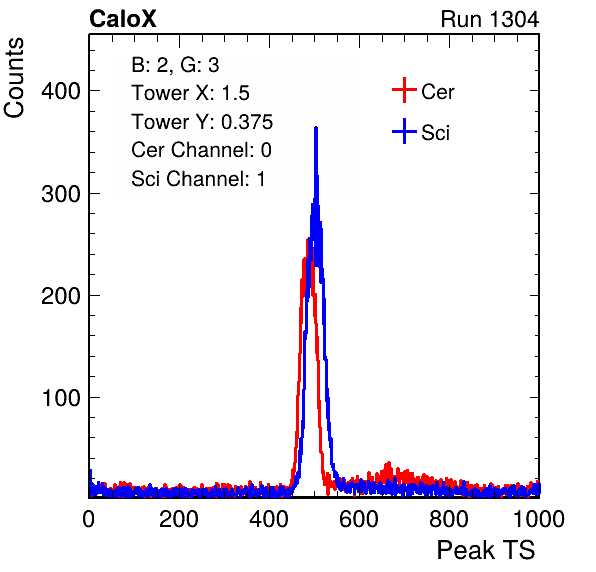 CaloX Run 1304
Counts
B: 2, G: 3
Tower X: 1.5
Tower Y: 0.375
Cer Channel: 0
Sci Channel: 1
Cer
Sci
400
300
200
100
0 200 400 600 800 1000
Peak TS